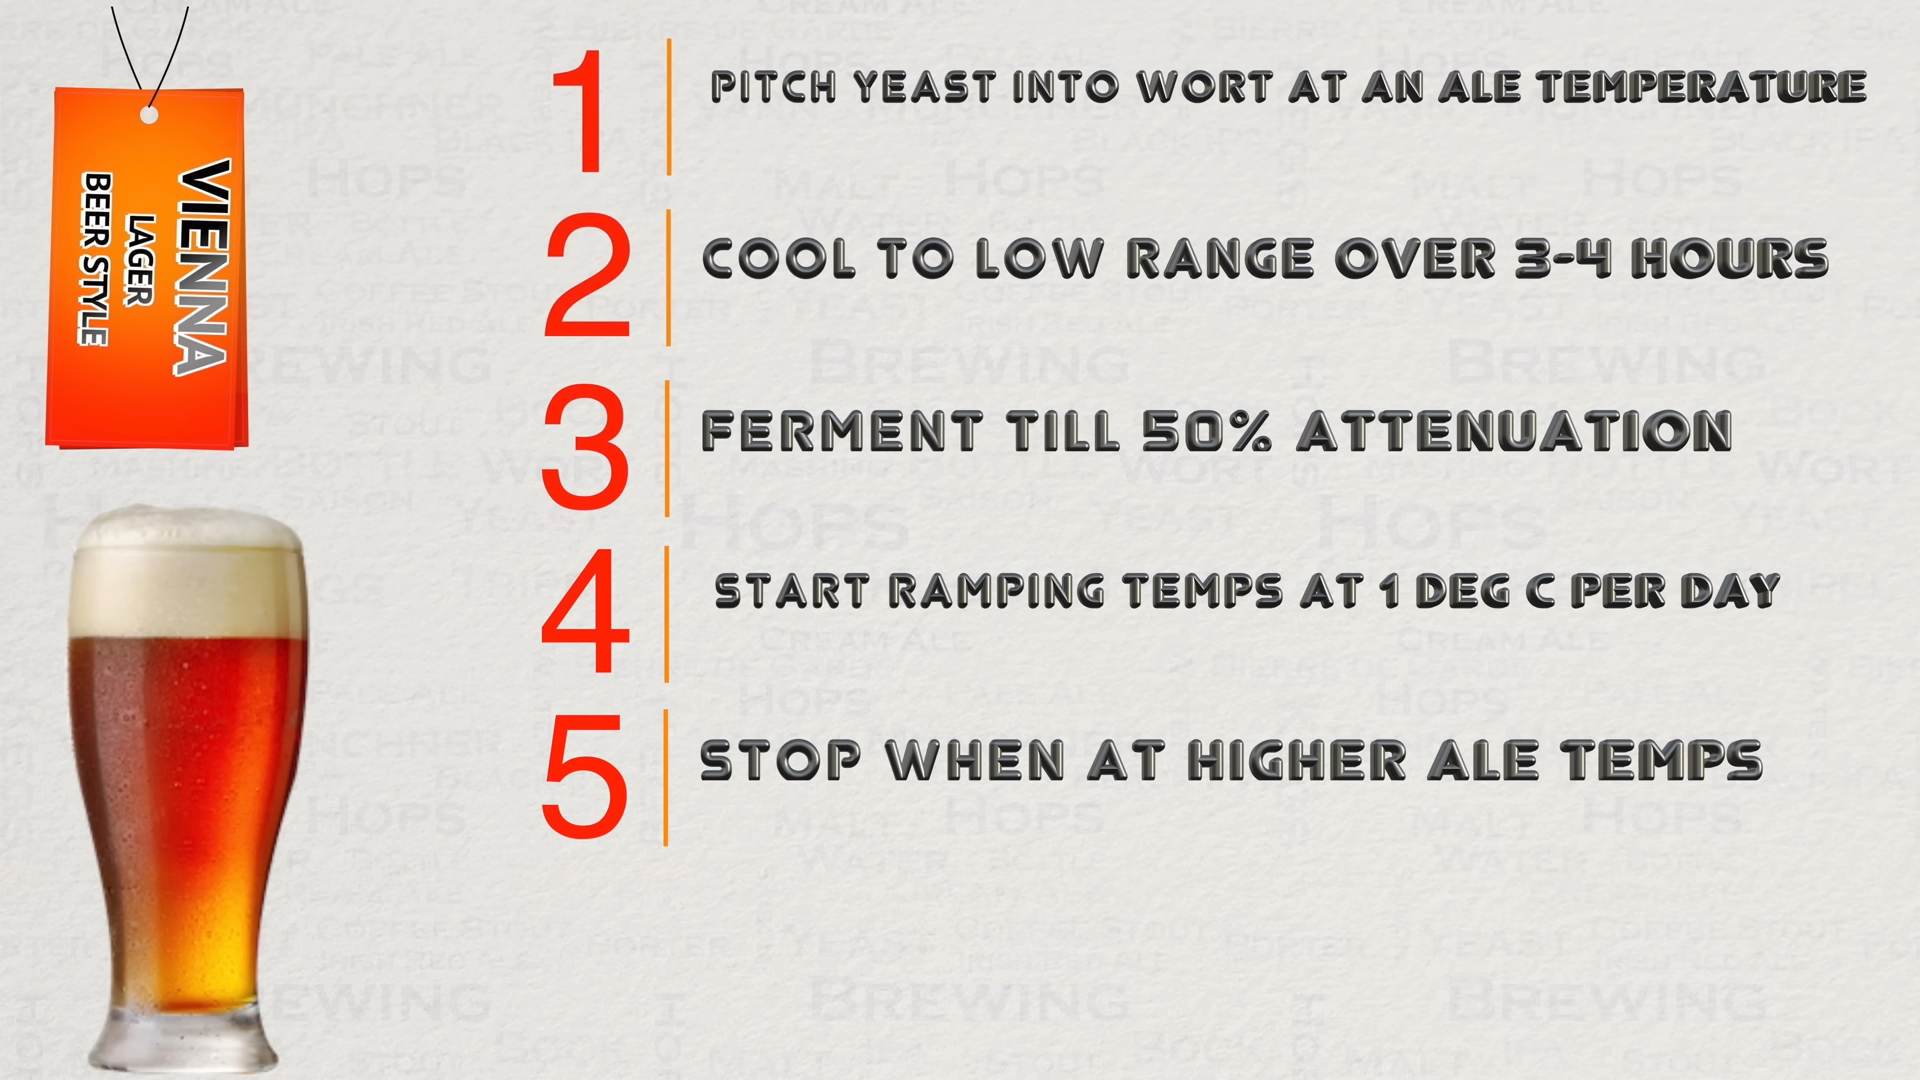 VIENNA
LAGER
BEER STYLE
1 PITCH YEAST INTO WORT AT AN ALE TEMPERATURE
2 COOL TO LOW RANGE OVER 3-4 HOURS
3 FERMENT TILL 50% ATTENUATION
4 START RAMPING TEMPS AT 1 DEG C PER DAY
5 STOP WHEN AT HIGHER ALE TEMPS